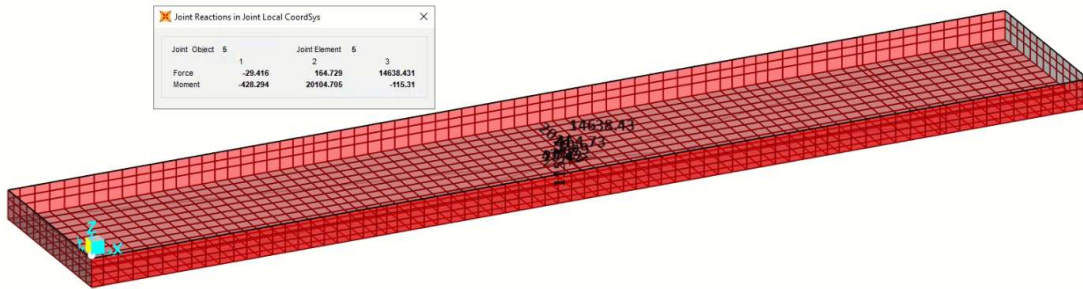 Joint Reactions in Joint Local CoordSys
Joint Object 5 Joint Element 5
1 2 3
Force -29.416 164.729 14638.431
Moment -428.294 20104.705 -115.31
14638.43
Z
X